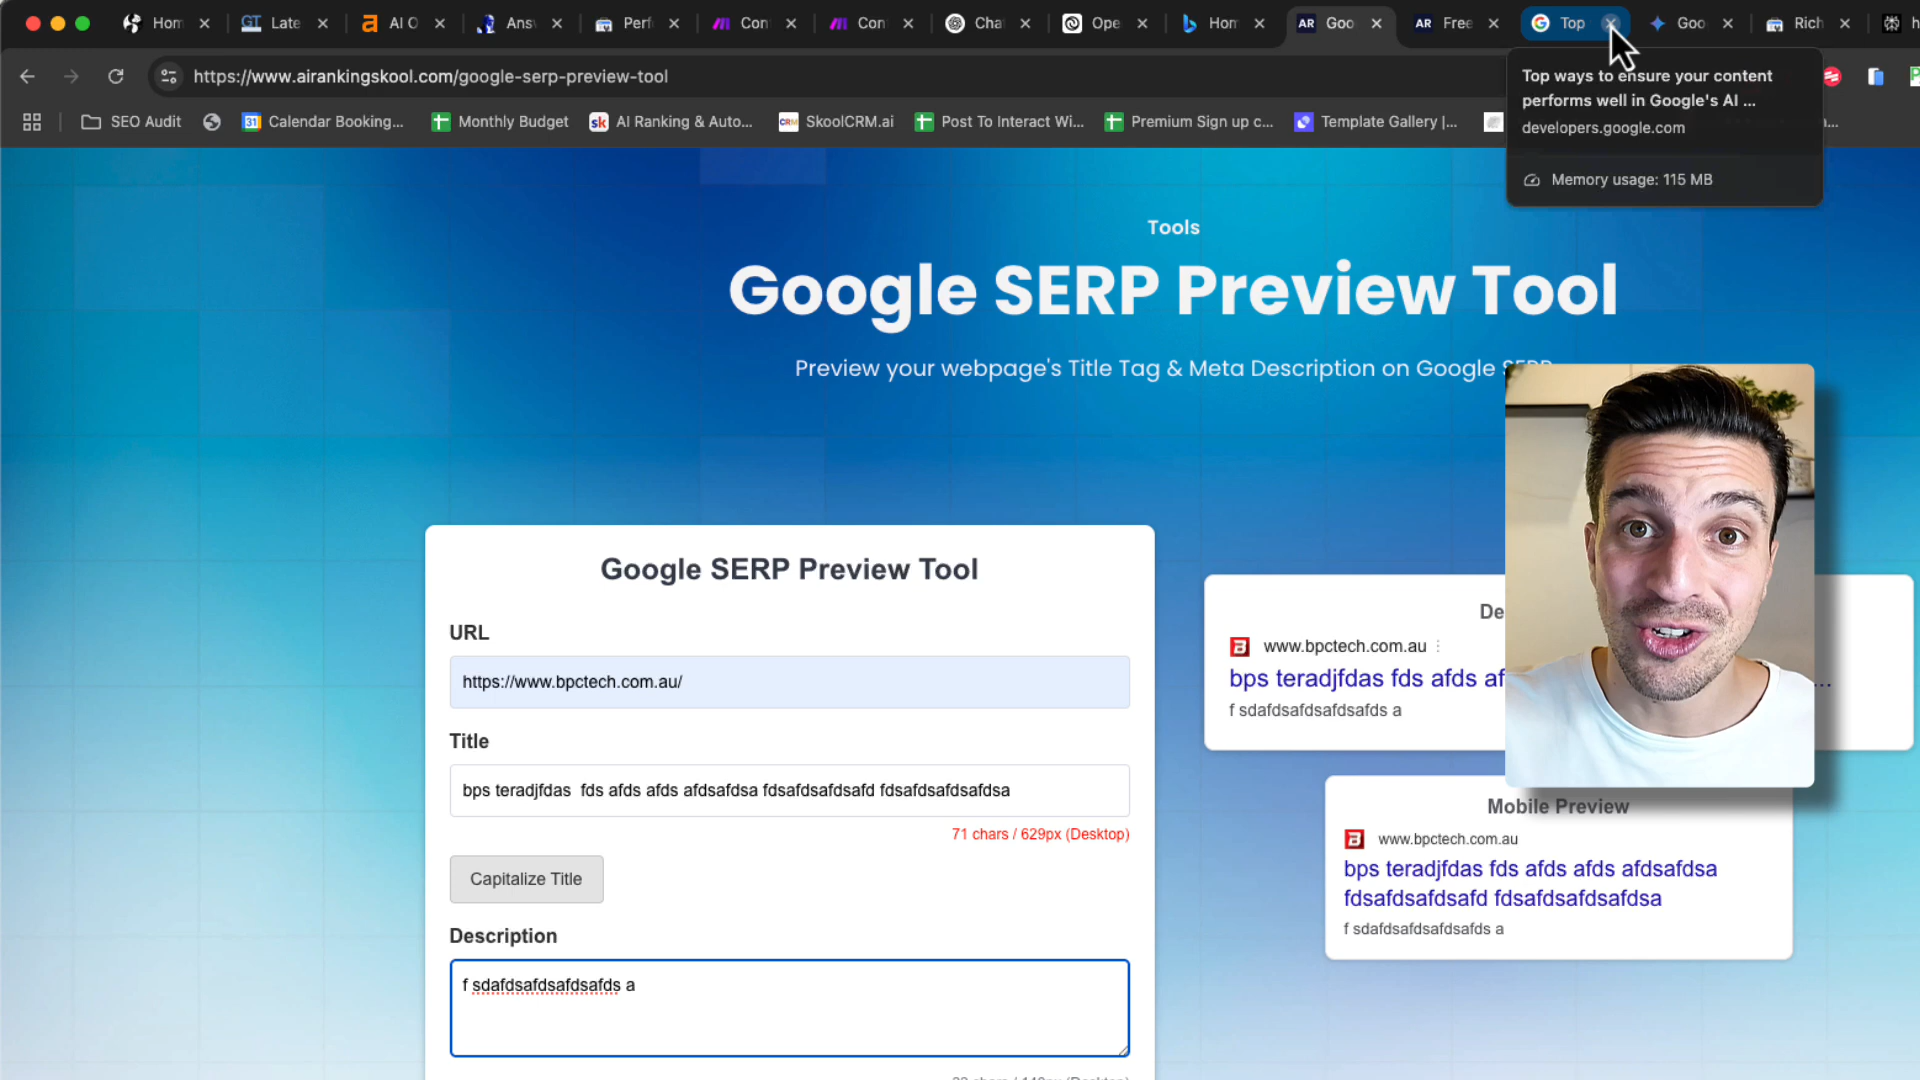 Hom
Late
AI O
Ans
Perf
Con
Con
Cha
Ope
Hom
AR Goo
AR Free
Top
Goo
Rich
h
https://www.airankingskool.com/google-serp-preview-tool
SEO Audit
Calendar Booking...
Monthly Budget
sk AI Ranking & Auto...
CRM SkoolCRM.ai
Post To Interact Wi...
Premium Sign up c...
Template Gallery |...
Top ways to ensure your content
performs well in Google's AI ...
developers.google.com
Memory usage: 115 MB
Tools
Google SERP Preview Tool
Preview your webpage's Title Tag & Meta Description on Google SERP
Google SERP Preview Tool
URL
https://www.bpctech.com.au/
Title
bps teradjfdas  fds afds afds afdsafdsa fdsafdsafdsafd fdsafdsafdsafdsa
71 chars / 629px (Desktop)
Capitalize Title
Description
f sdafdsafdsafdsafds a
De
www.bpctech.com.au
bps teradjfdas fds afds af
...
f sdafdsafdsafdsafds a
Mobile Preview
www.bpctech.com.au
bps teradjfdas fds afds afds afdsafdsa
fdsafdsafdsafd fdsafdsafdsafdsa
f sdafdsafdsafdsafds a